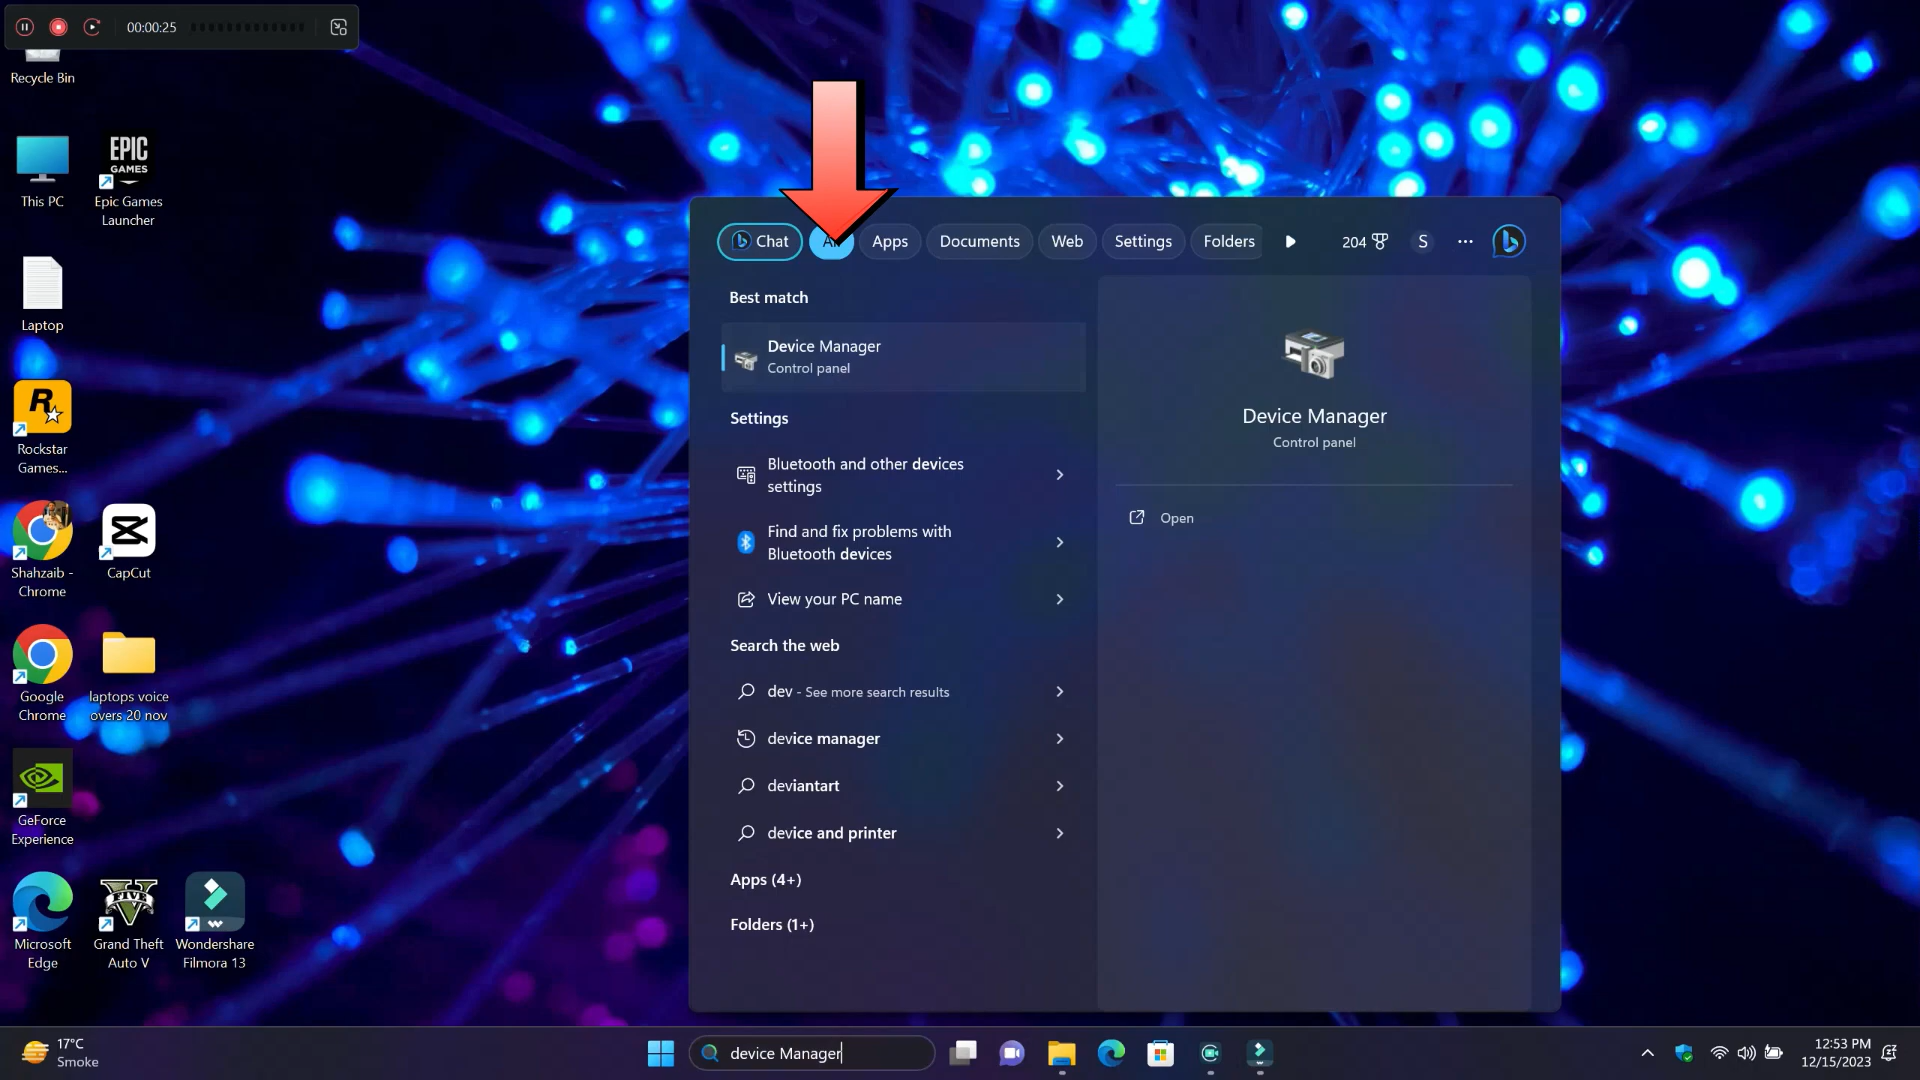 00:00:25
Recycle Bin
This PC
EPIC
GAMES
Epic Games
Launcher
Laptop
Rockstar
Games...
Shahzaib -
Chrome
CapCut
Google
Chrome
laptops voice
overs 20 nov
GeForce
Experience
Microsoft
Edge
FIVE
Grand Theft
Auto V
Wondershare
Filmora 13
Chat
Apps
Documents
Web
Settings
Folders
204
S
Best match
Device Manager
Control panel
Settings
Bluetooth and other devices
settings
Find and fix problems with
Bluetooth devices
View your PC name
Search the web
dev - See more search results
device manager
deviantart
device and printer
Apps (4+)
Folders (1+)
Device Manager
Control panel
Open
17°C
Smoke
device Manager
12:53 PM
12/15/2023